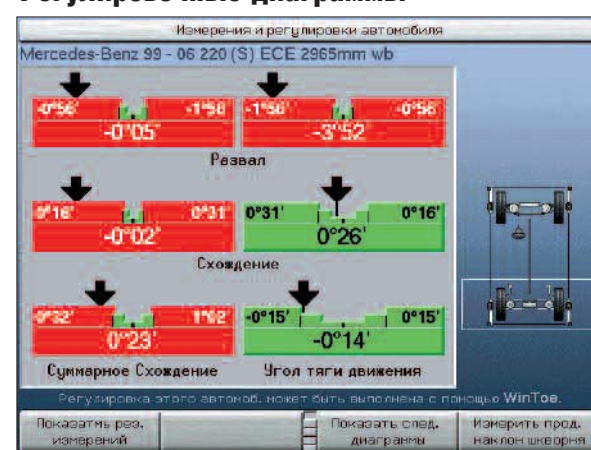 Измерения и регулировки автомобиля
Mercedes-Benz 99 - 06 220 (S) ECE 2965mm wb
-0°56' -1°56' -1°56' -0°56'
-0°05' -3°52'
Развал
0°16' 0°31' 0°31' 0°16'
-0°02' 0°26'
Схождение
0°32' 1°02' -0°15' 0°15'
0°23' -0°14'
Суммарное Схождение Угол тяги движения
Регулировка этого автомоб. может быть выполнена с помощью WinToe.
Показать рез. измерений
Показать след. диаграммы
Измерить прод. наклон шкворня